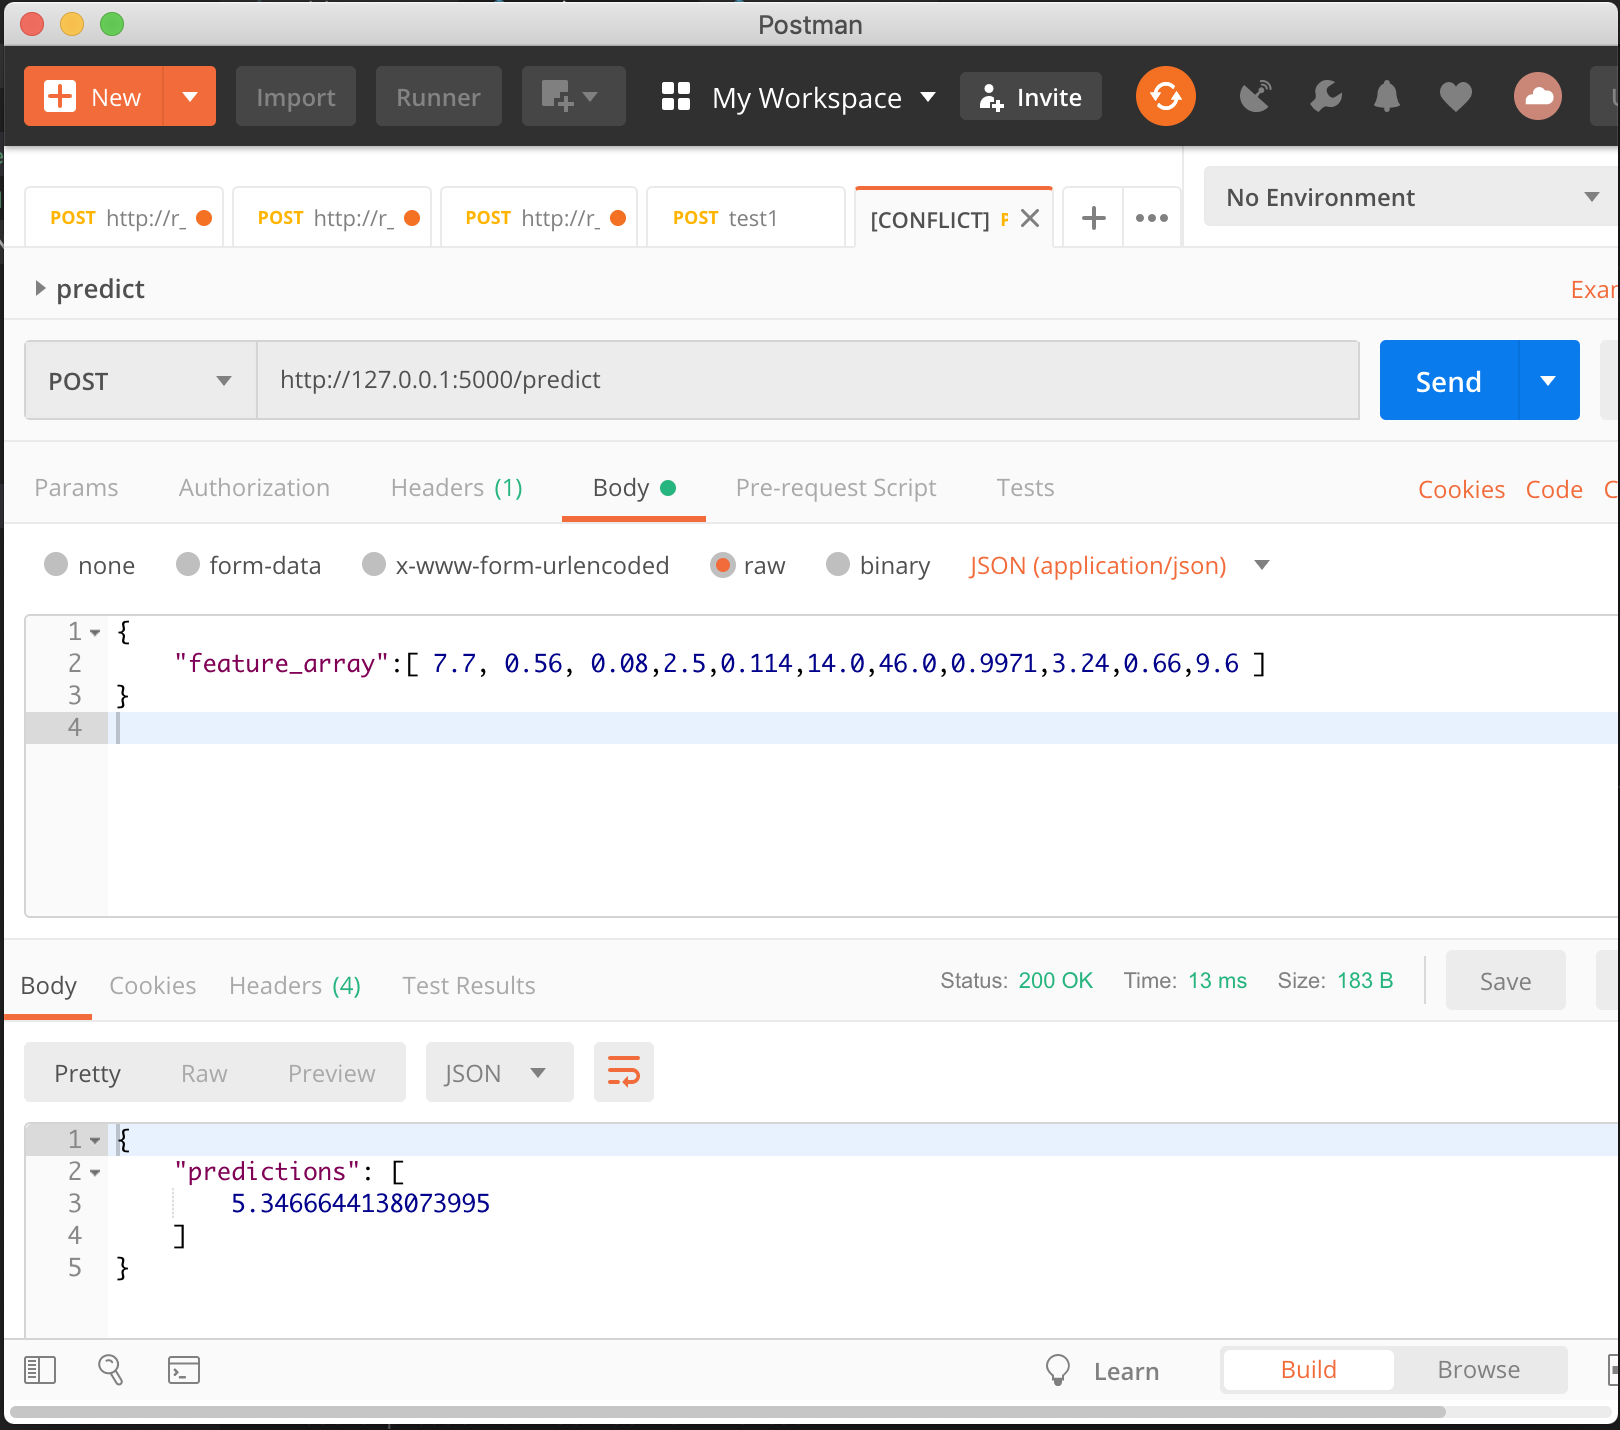 Postman
New Import Runner My Workspace Invite
POST http://r_ POST http://r_ POST http://r_ POST test1 [CONFLICT] No Environment
predict
POST http://127.0.0.1:5000/predict Send
Params Authorization Headers (1) Body Pre-request Script Tests Cookies Code
none form-data x-www-form-urlencoded raw binary JSON (application/json)
1 {
2 "feature_array":[ 7.7, 0.56, 0.08,2.5,0.114,14.0,46.0,0.9971,3.24,0.66,9.6 ]
3 }
4
Body Cookies Headers (4) Test Results Status: 200 OK Time: 13 ms Size: 183 B Save
Pretty Raw Preview JSON
1 {
2 "predictions": [
3 5.3466644138073995
4 ]
5 }
Learn Build Browse